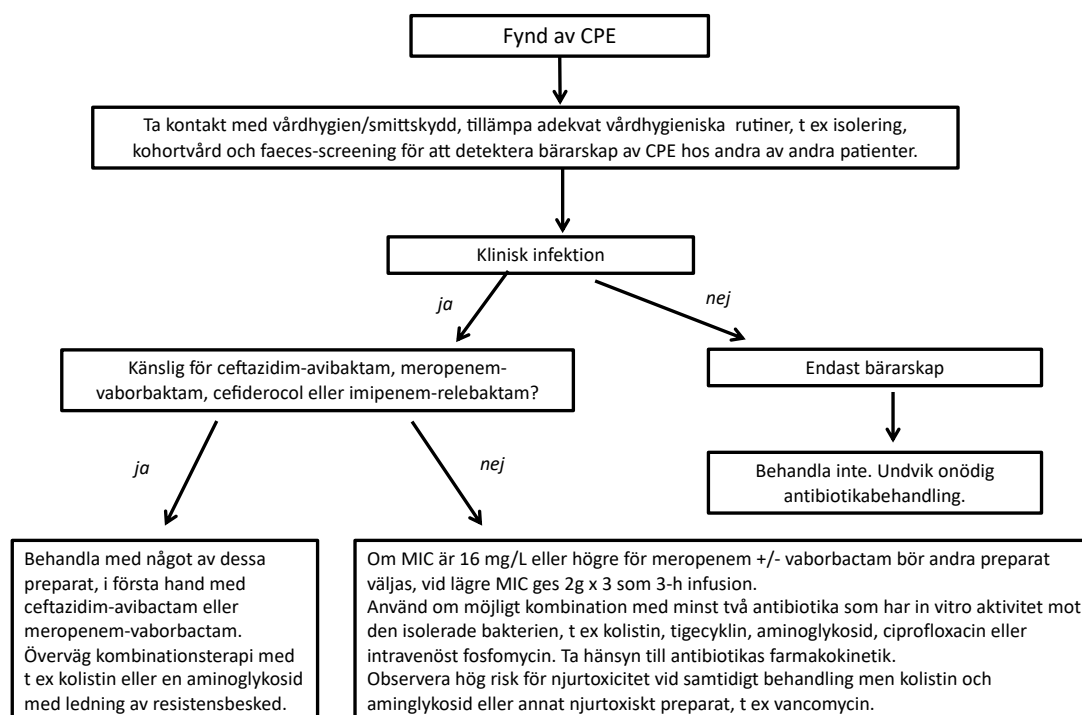 Fynd av CPE
Ta kontakt med vårdhygien/smittskydd, tillämpa adekvat vårdhygieniska  rutiner, t ex isolering,
kohortvård och faeces-screening för att detektera bärarskap av CPE hos andra av andra patienter.
Klinisk infektion
ja
nej
Känslig för ceftazidim-avibaktam, meropenem-
vaborbaktam, cefiderocol eller imipenem-relebaktam?
Endast bärarskap
ja
nej
Behandla inte. Undvik onödig
antibiotikabehandling.
Behandla med något av dessa
preparat, i första hand med
ceftazidim-avibactam eller
meropenem-vaborbactam.
Överväg kombinationsterapi med
t ex kolistin eller en aminoglykosid
med ledning av resistensbesked.
Om MIC är 16 mg/L eller högre för meropenem +/- vaborbactam bör andra preparat
väljas, vid lägre MIC ges 2g x 3 som 3-h infusion.
Använd om möjligt kombination med minst två antibiotika som har in vitro aktivitet mot
den isolerade bakterien, t ex kolistin, tigecyklin, aminoglykosid, ciprofloxacin eller
intravenöst fosfomycin. Ta hänsyn till antibiotikas farmakokinetik.
Observera hög risk för njurtoxicitet vid samtidigt behandling men kolistin och
aminglykosid eller annat njurtoxiskt preparat, t ex vancomycin.